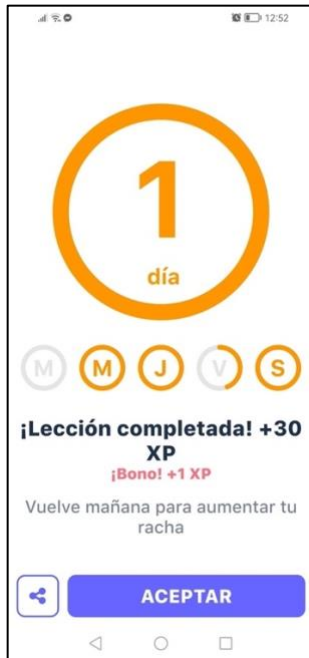 12:52
1
día
M M J V S
¡Lección completada! +30
XP
¡Bono! +1 XP
Vuelve mañana para aumentar tu
racha
ACEPTAR